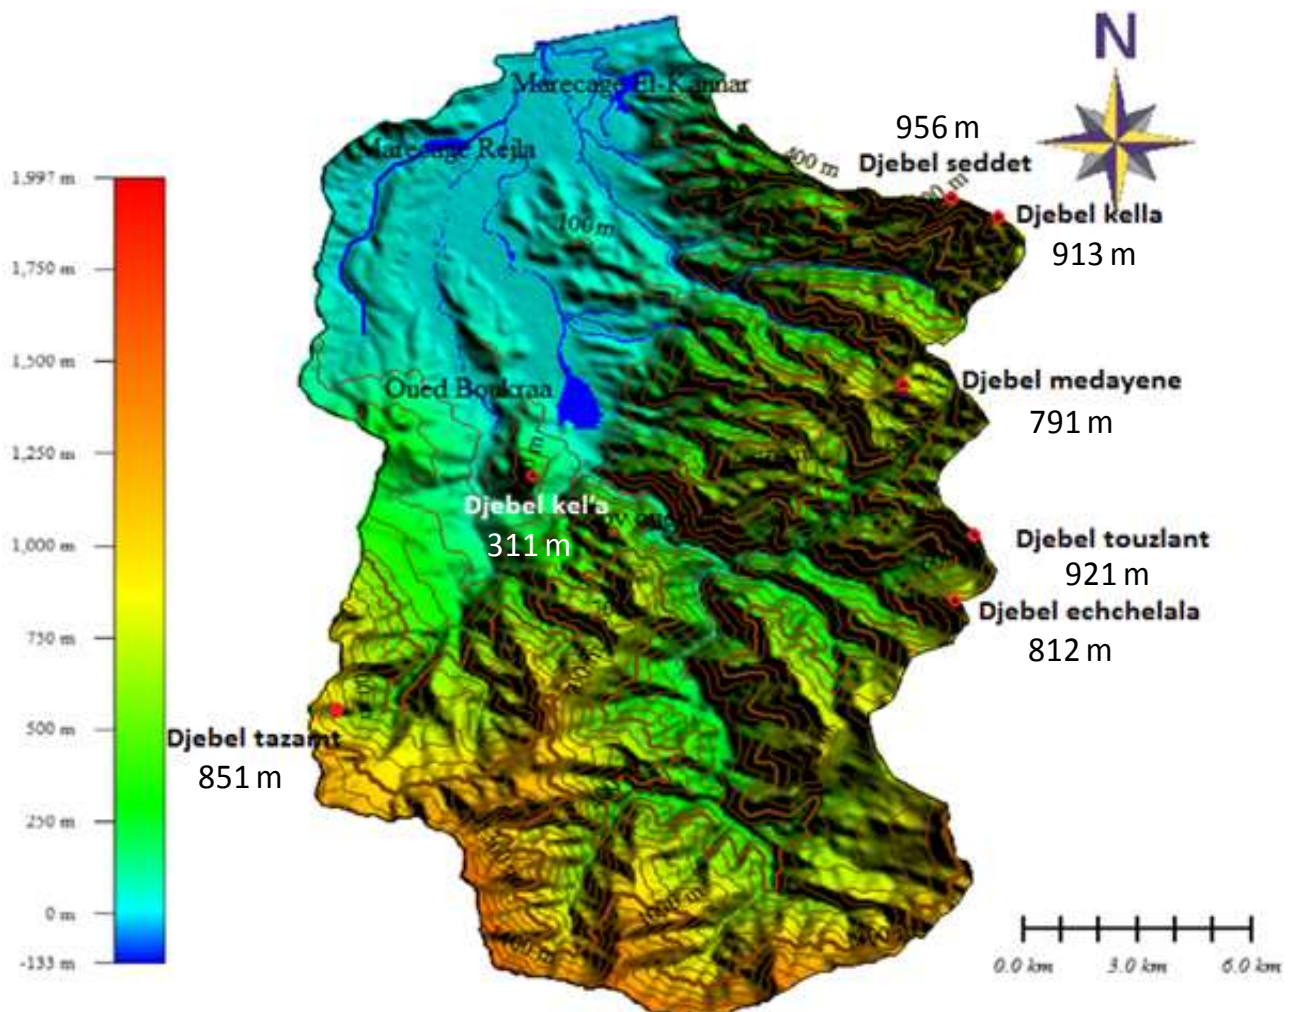 N
Marecage El-Kannar
956 m
Marecage Rejla
400 m
Djebel seddet
1,997 m
Djebel kella
100 m
913 m
1,750 m
1,500 m
Oued Boukraa
Djebel medayene
791 m
1,250 m
Djebel kel'a
311 m
1,000 m
Djebel touzlant
921 m
Djebel echchelala
812 m
750 m
500 m
Djebel tazamt
851 m
250 m
0 m
-133 m
0.0 km
3.0 km
6.0 km